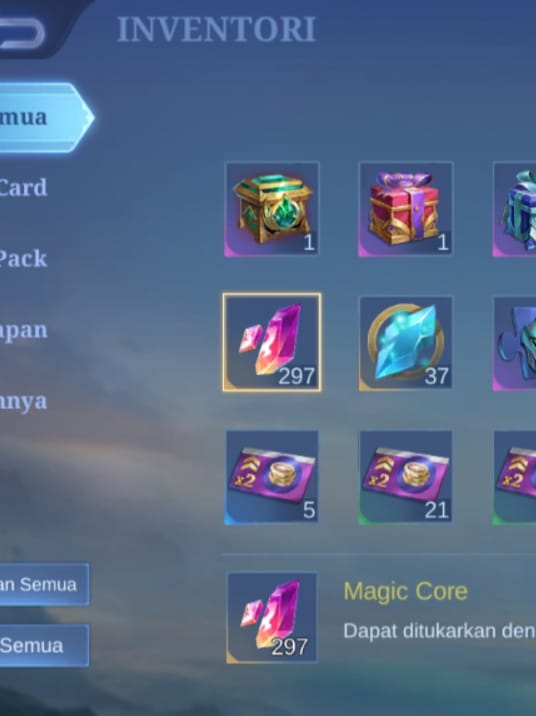 INVENTORI
mua
Card
Pack
apan
nnya
1
1
297
37
x2
5
x2
21
x2
an Semua
Semua
297
Magic Core
Dapat ditukarkan den